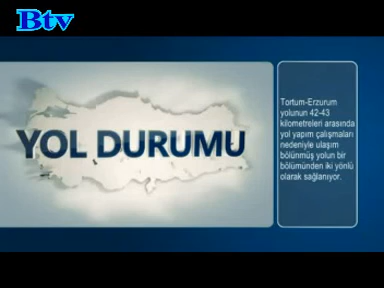 Btv
YOL DURUMU
Tortum-Erzurum
yolunun 42-43
kilometreleri arasında
yol yapım çalışmaları
nedeniyle ulaşım
bölünmüş yolun bir
bölümünden iki yönlü
olarak sağlanıyor.